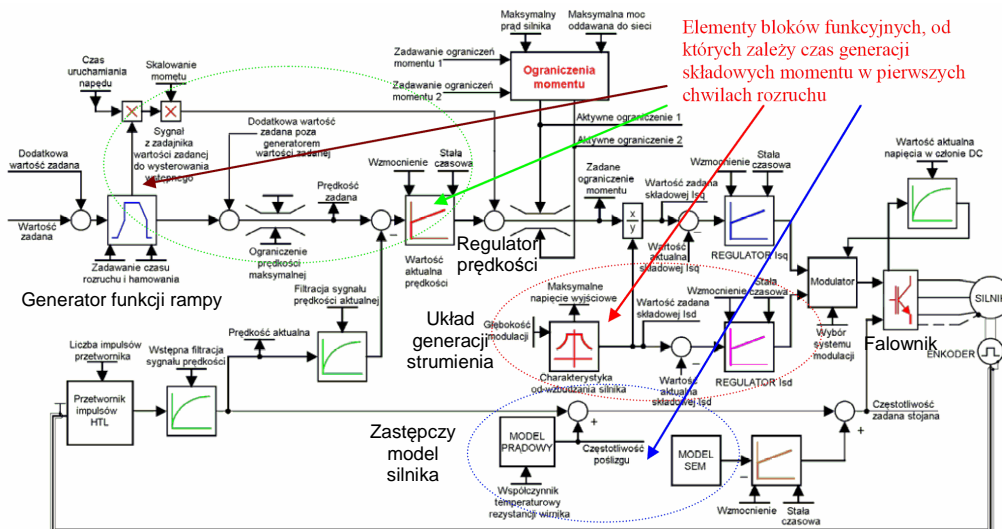 Elementy bloków funkcyjnych, od
których zależy czas generacji
składowych momentu w pierwszych
chwilach rozruchu
Maksymalny
prąd silnika
Maksymalna moc
oddawana do sieci
Zadawanie ograniczeń
momentu 1
Zadawanie ograniczeń
momentu 2
Ograniczenia
momentu
Aktywne ograniczenie 1
Aktywne ograniczenie 2
Czas
uruchamiania
napędu
Skalowanie
mometu
Sygnał
z zadajnika
wartości zadanej
do wysterowania
wstępnego
Dodatkowa wartość
zadana poza
generatorem
wartości zadanej
Dodatkowa
wartość zadana
Wartość
zadana
Zadawanie czasu
rozruchu i hamowania
Generator funkcji rampy
Prędkość
zadana
Ograniczenie
prędkości
maksymalnej
Wzmocnienie
Stała
czasowa
Wartość
aktualna
prędkości
Regulator
prędkości
Zadane
ograniczenie
momentu
x
y
Wartość zadana
składowej Isq
Wartość
aktualna
składowej Isq
Wzmocnienie
Stała
czasowa
REGULATOR Isq
Wartość aktualna
napięcia w członie DC
Modulator
Wybór
systemu
modulacji
Falownik
SILNIK
ENKODER
Filtracja sygnału
prędkości aktualnej
Prędkość aktualna
Liczba impulsów
przetwornika
Wstępna filtracja
sygnału prędkości
Przetwornik
impulsów
HTL
Układ
generacji
strumienia
Maksymalne
napięcie wyjściowe
Głębokość
modulacji
Charakterystyka
od wzbudzania silnika
Wartość zadana
składowej Isd
Wartość
aktualna
składowej Isd
Wzmocnienie
Stała
czasowa
REGULATOR Isd
Częstotliwość
zadana stojana
Zastępczy
model
silnika
MODEL
PRĄDOWY
Częstotliwość
poślizgu
Współczynnik
temperaturowy
rezystancji wirnika
MODEL
SEM
Wzmocnienie
Stała
czasowa